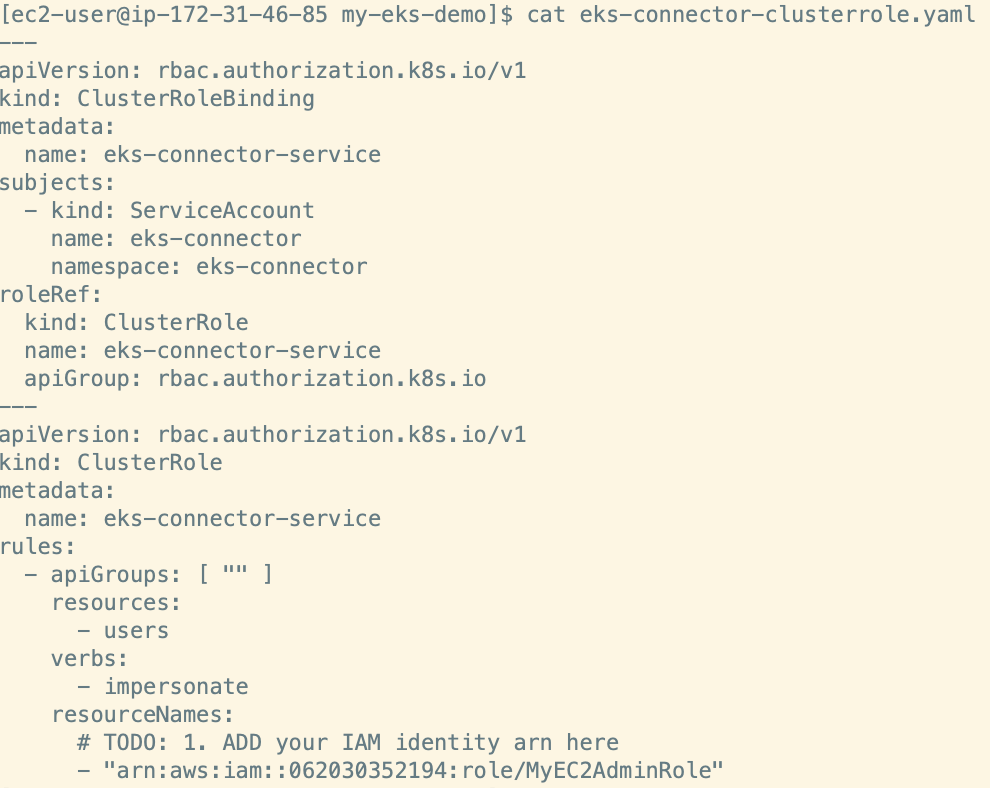 [ec2-user@ip-172-31-46-85 my-eks-demo]$ cat eks-connector-clusterrole.yaml
---
apiVersion: rbac.authorization.k8s.io/v1
kind: ClusterRoleBinding
metadata:
  name: eks-connector-service
subjects:
  - kind: ServiceAccount
    name: eks-connector
    namespace: eks-connector
roleRef:
  kind: ClusterRole
  name: eks-connector-service
  apiGroup: rbac.authorization.k8s.io
---
apiVersion: rbac.authorization.k8s.io/v1
kind: ClusterRole
metadata:
  name: eks-connector-service
rules:
  - apiGroups: [ "" ]
    resources:
      - users
    verbs:
      - impersonate
    resourceNames:
      # TODO: 1. ADD your IAM identity arn here
      - "arn:aws:iam::062030352194:role/MyEC2AdminRole"